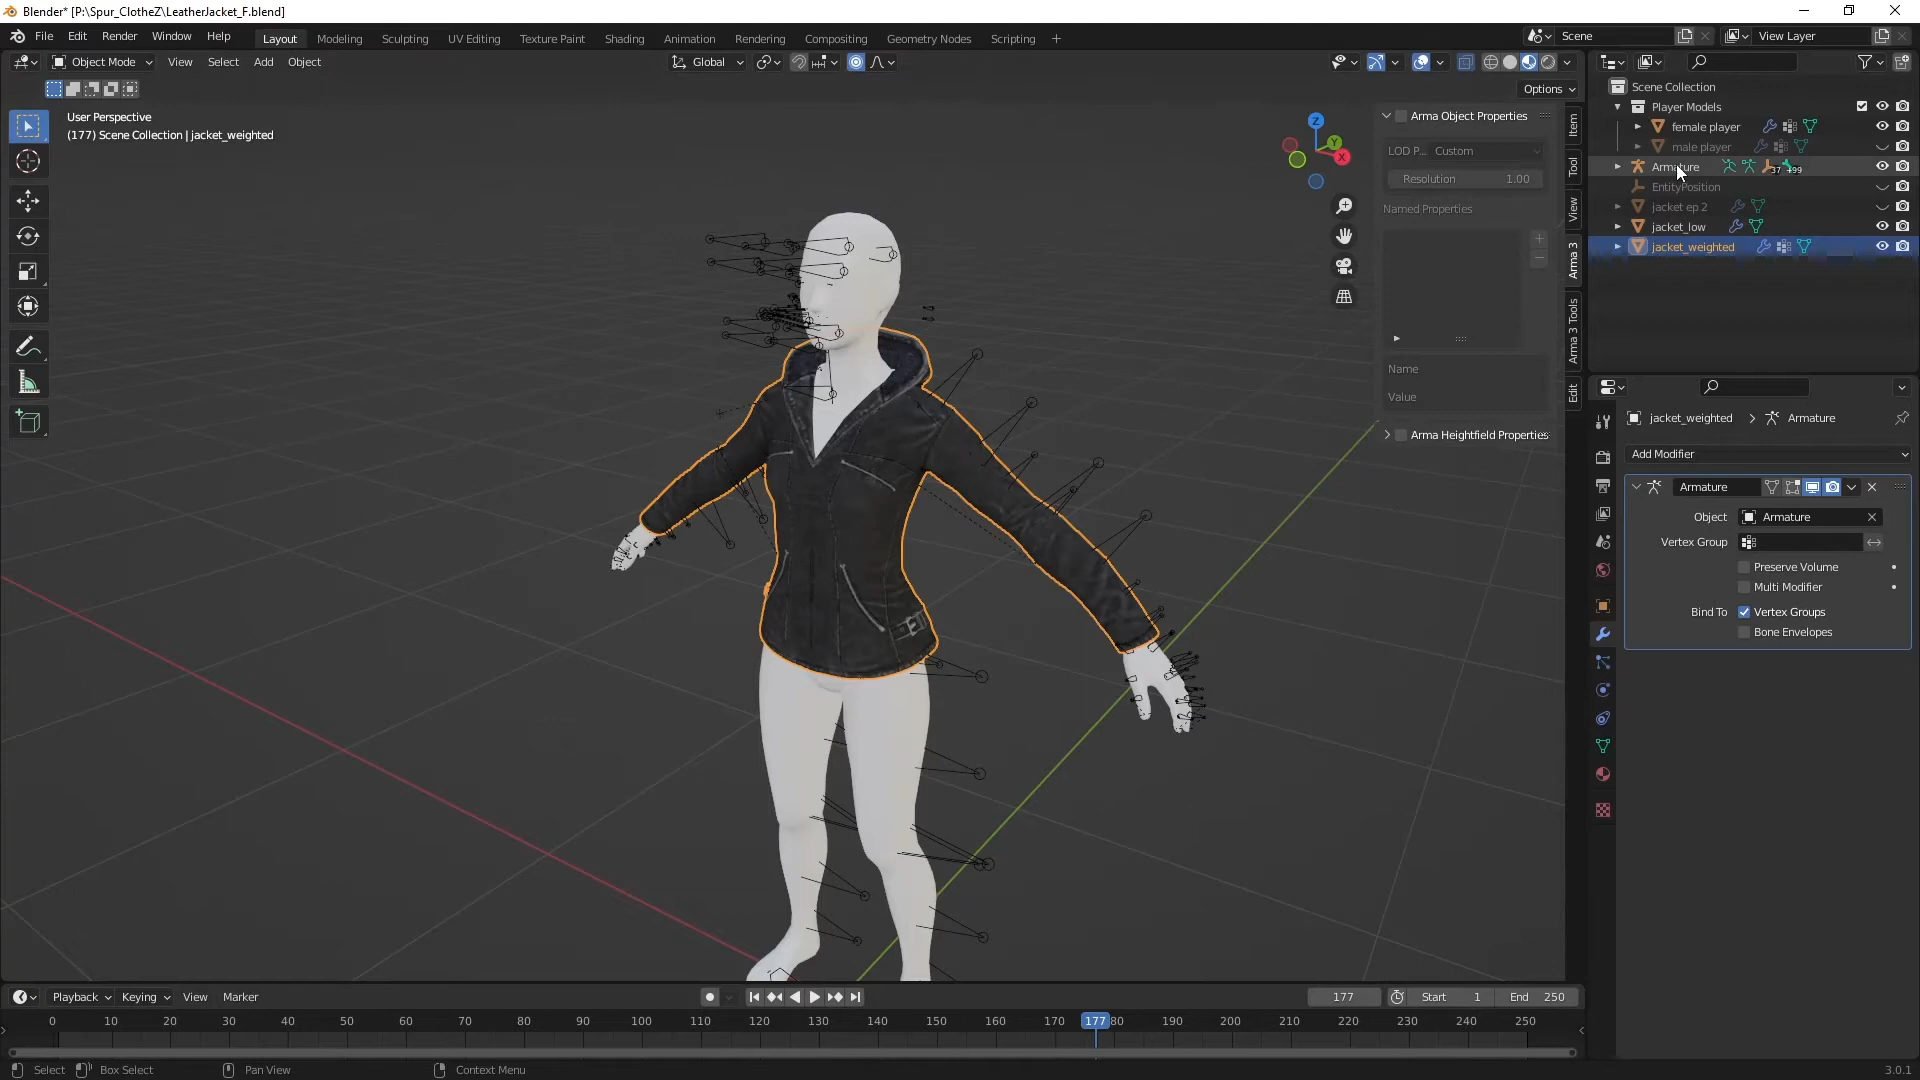 Blender* [P:\Spur_ClotheZ\LeatherJacket_F.blend]
File Edit Render Window Help Layout Modeling Sculpting UV Editing Texture Paint Shading Animation Rendering Compositing Geometry Nodes Scripting + Scene View Layer
Object Mode View Select Add Object Global
Options
User Perspective
(177) Scene Collection | jacket_weighted
Z
Y
X
Arma Object Properties
LOD P... Custom
Resolution 1.00
Named Properties
Name
Value
Arma Heightfield Properties
Item
Tool
View
Arma 3
Arma 3 Tools
Edit
Scene Collection
Player Models
female player
male player
Armature 37
EntityPosition
jacket ep 2
jacket_low
jacket_weighted
jacket_weighted > Armature
Add Modifier
Armature
Object Armature
Vertex Group
Preserve Volume
Multi Modifier
Bind To Vertex Groups
Bone Envelopes
Playback Keying View Marker 177 Start 1 End 250
0 10 20 30 40 50 60 70 80 90 100 110 120 130 140 150 160 170 177 80 190 200 210 220 230 240 250
Select Box Select Pan View Context Menu 3.0.1